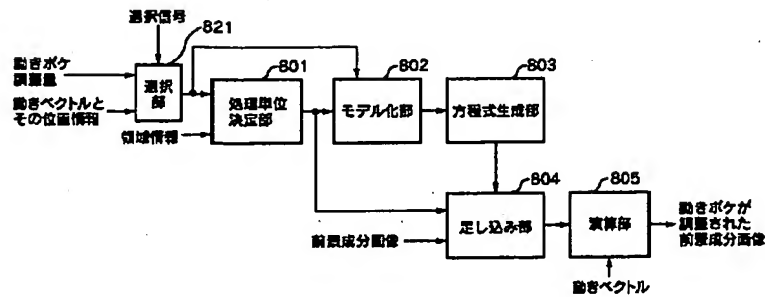 選択信号
821
動きボケ
調整量
選択
部
動きベクトルと
その位置情報
801
処理単位
決定部
領域情報
802
モデル化部
803
方程式生成部
804
足し込み部
前景成分画像
805
演算部
動きボケが
調整された
前景成分画像
動きベクトル